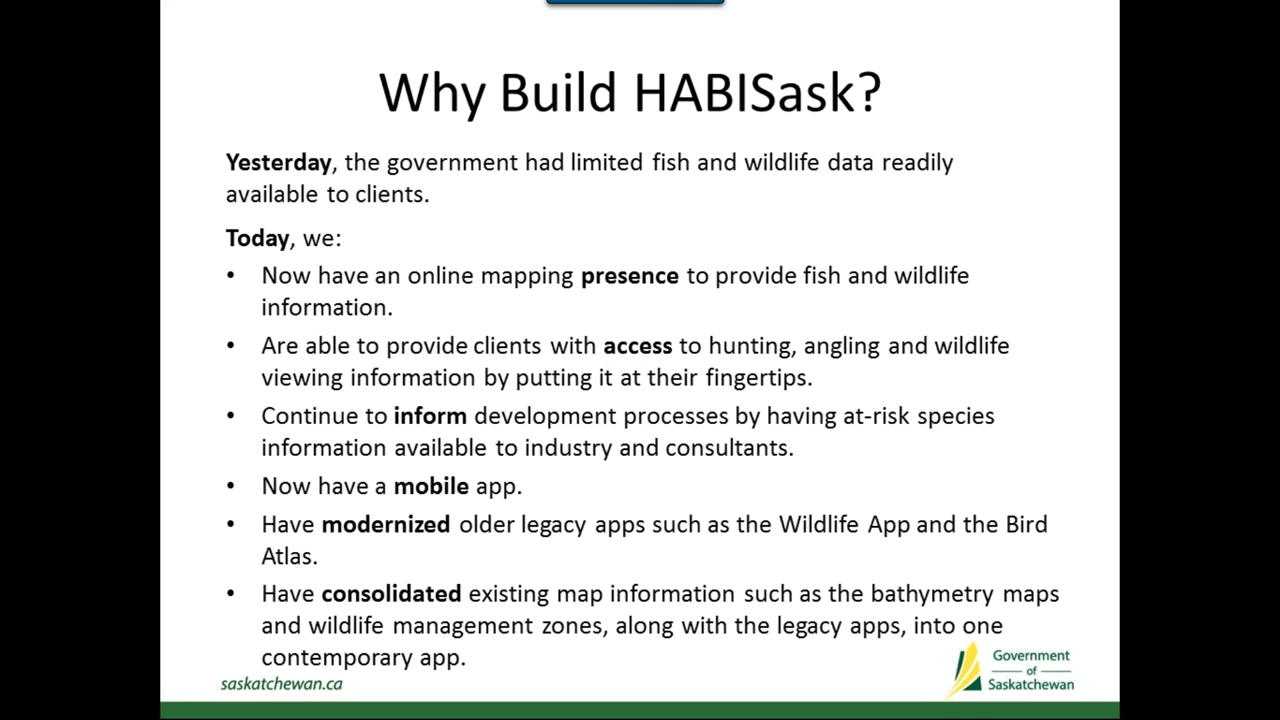 Why Build HABISask?
Yesterday, the government had limited fish and wildlife data readily
available to clients.
Today, we:
• Now have an online mapping presence to provide fish and wildlife
information.
• Are able to provide clients with access to hunting, angling and wildlife
viewing information by putting it at their fingertips.
• Continue to inform development processes by having at-risk species
information available to industry and consultants.
• Now have a mobile app.
• Have modernized older legacy apps such as the Wildlife App and the Bird
Atlas.
• Have consolidated existing map information such as the bathymetry maps
and wildlife management zones, along with the legacy apps, into one
contemporary app.
saskatchewan.ca
Government
of
Saskatchewan